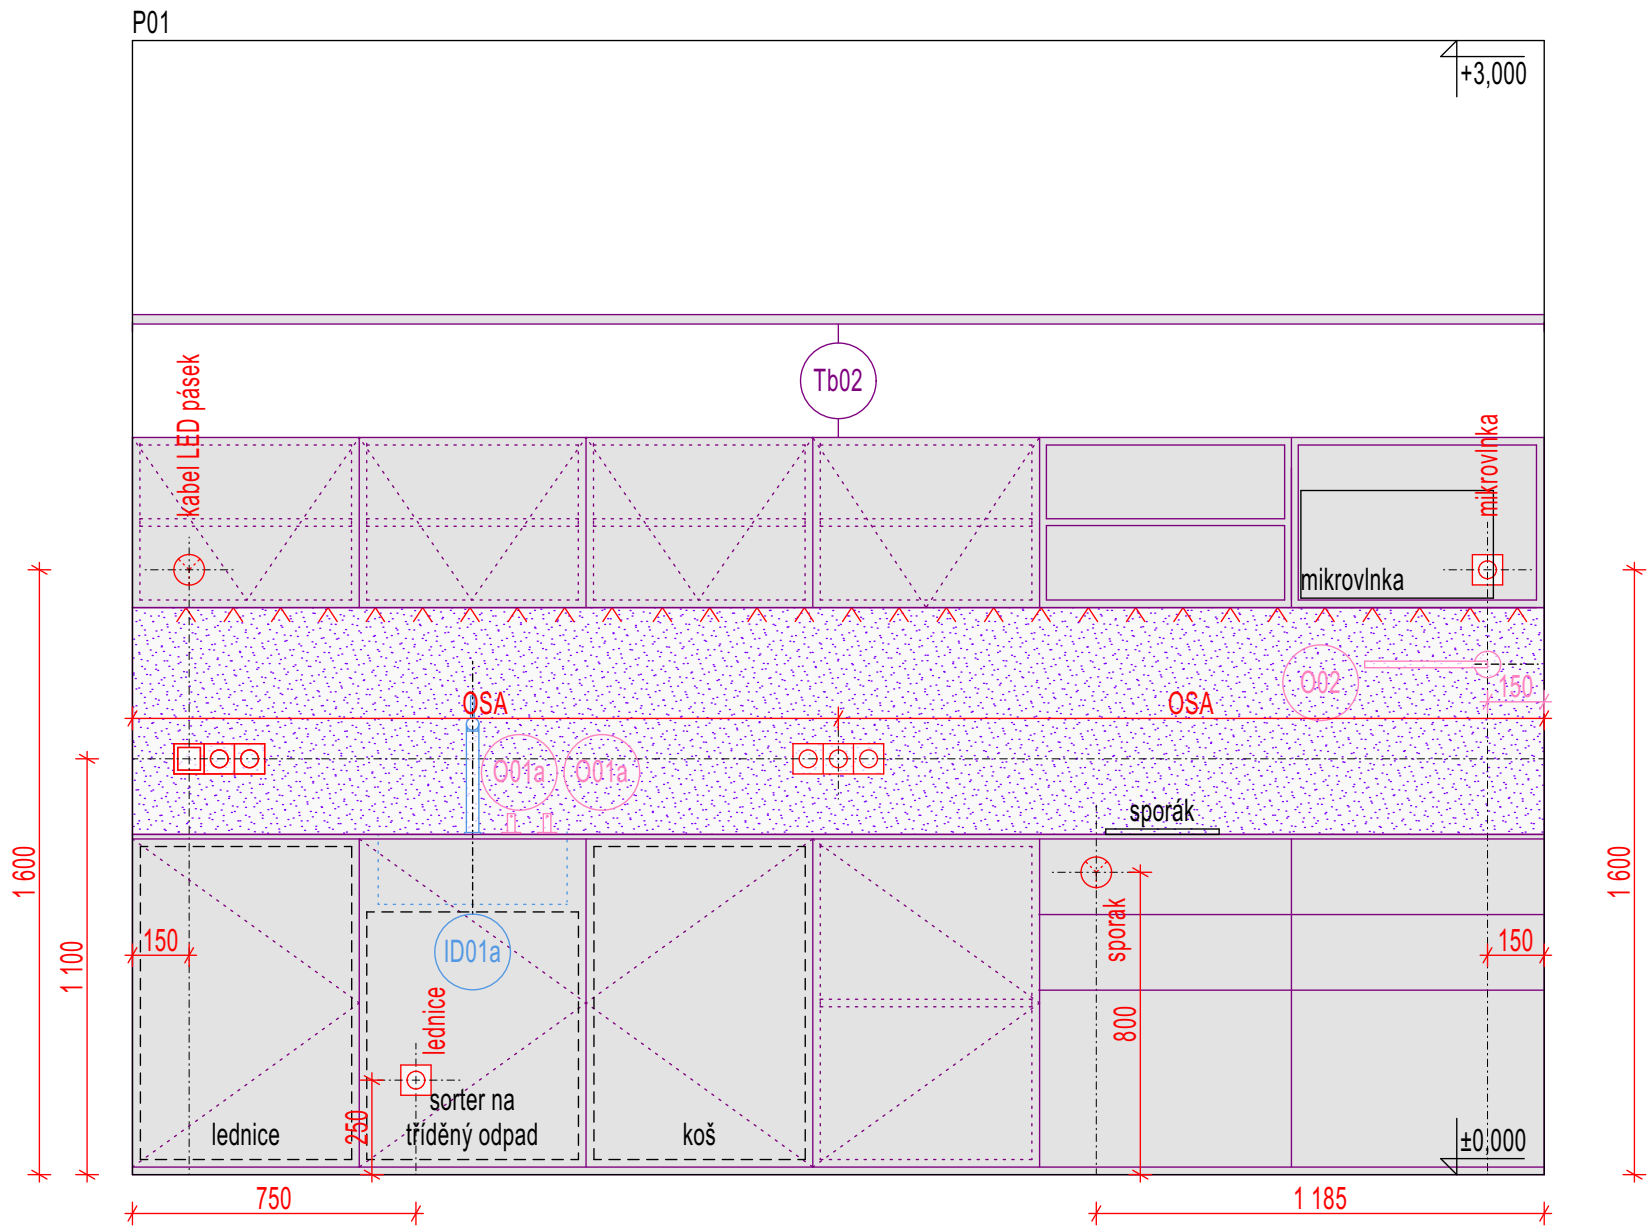 P01
+3,000
kabel LED pásek
Tb02
mikrovlnka
mikrovlnka
O02
150
OSA
OSA
O01a
O01a
sporák
1 600
1 600
1 100
150
ID01a
sporák
150
lednice
800
250
sorter na
tříděný odpad
lednice
koš
±0,000
750
1 185